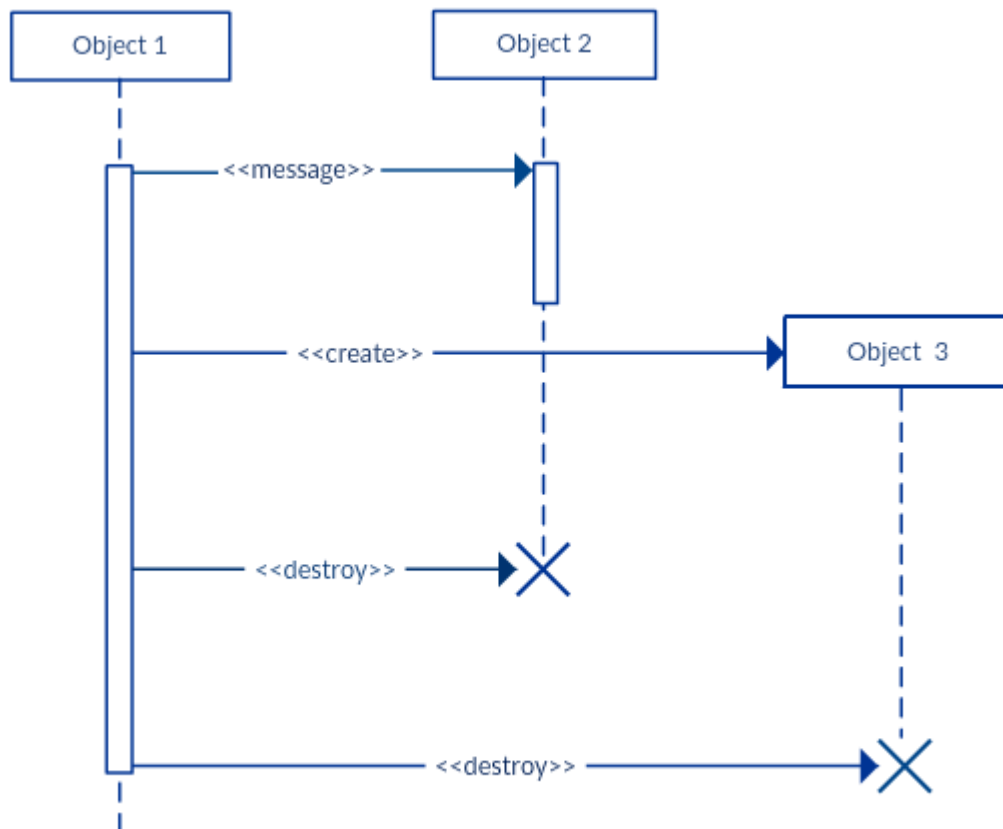 Object 1
Object 2
<<message>>
<<create>>
Object  3
<<destroy>>
<<destroy>>